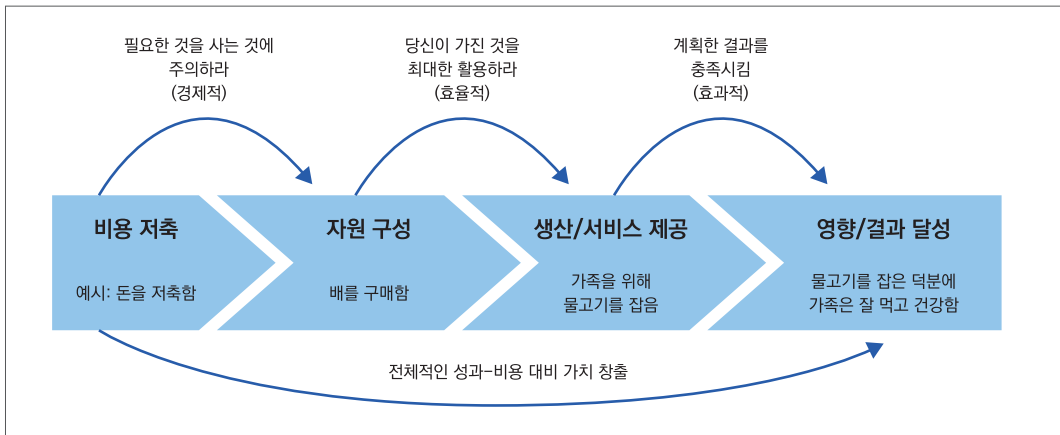 필요한 것을 사는 것에
주의하라
(경제적)
당신이 가진 것을
최대한 활용하라
(효율적)
계획한 결과를
충족시킴
(효과적)
비용 저축
예시: 돈을 저축함
자원 구성
배를 구매함
생산/서비스 제공
가족을 위해
물고기를 잡음
영향/결과 달성
물고기를 잡은 덕분에
가족은 잘 먹고 건강함
전체적인 성과-비용 대비 가치 창출